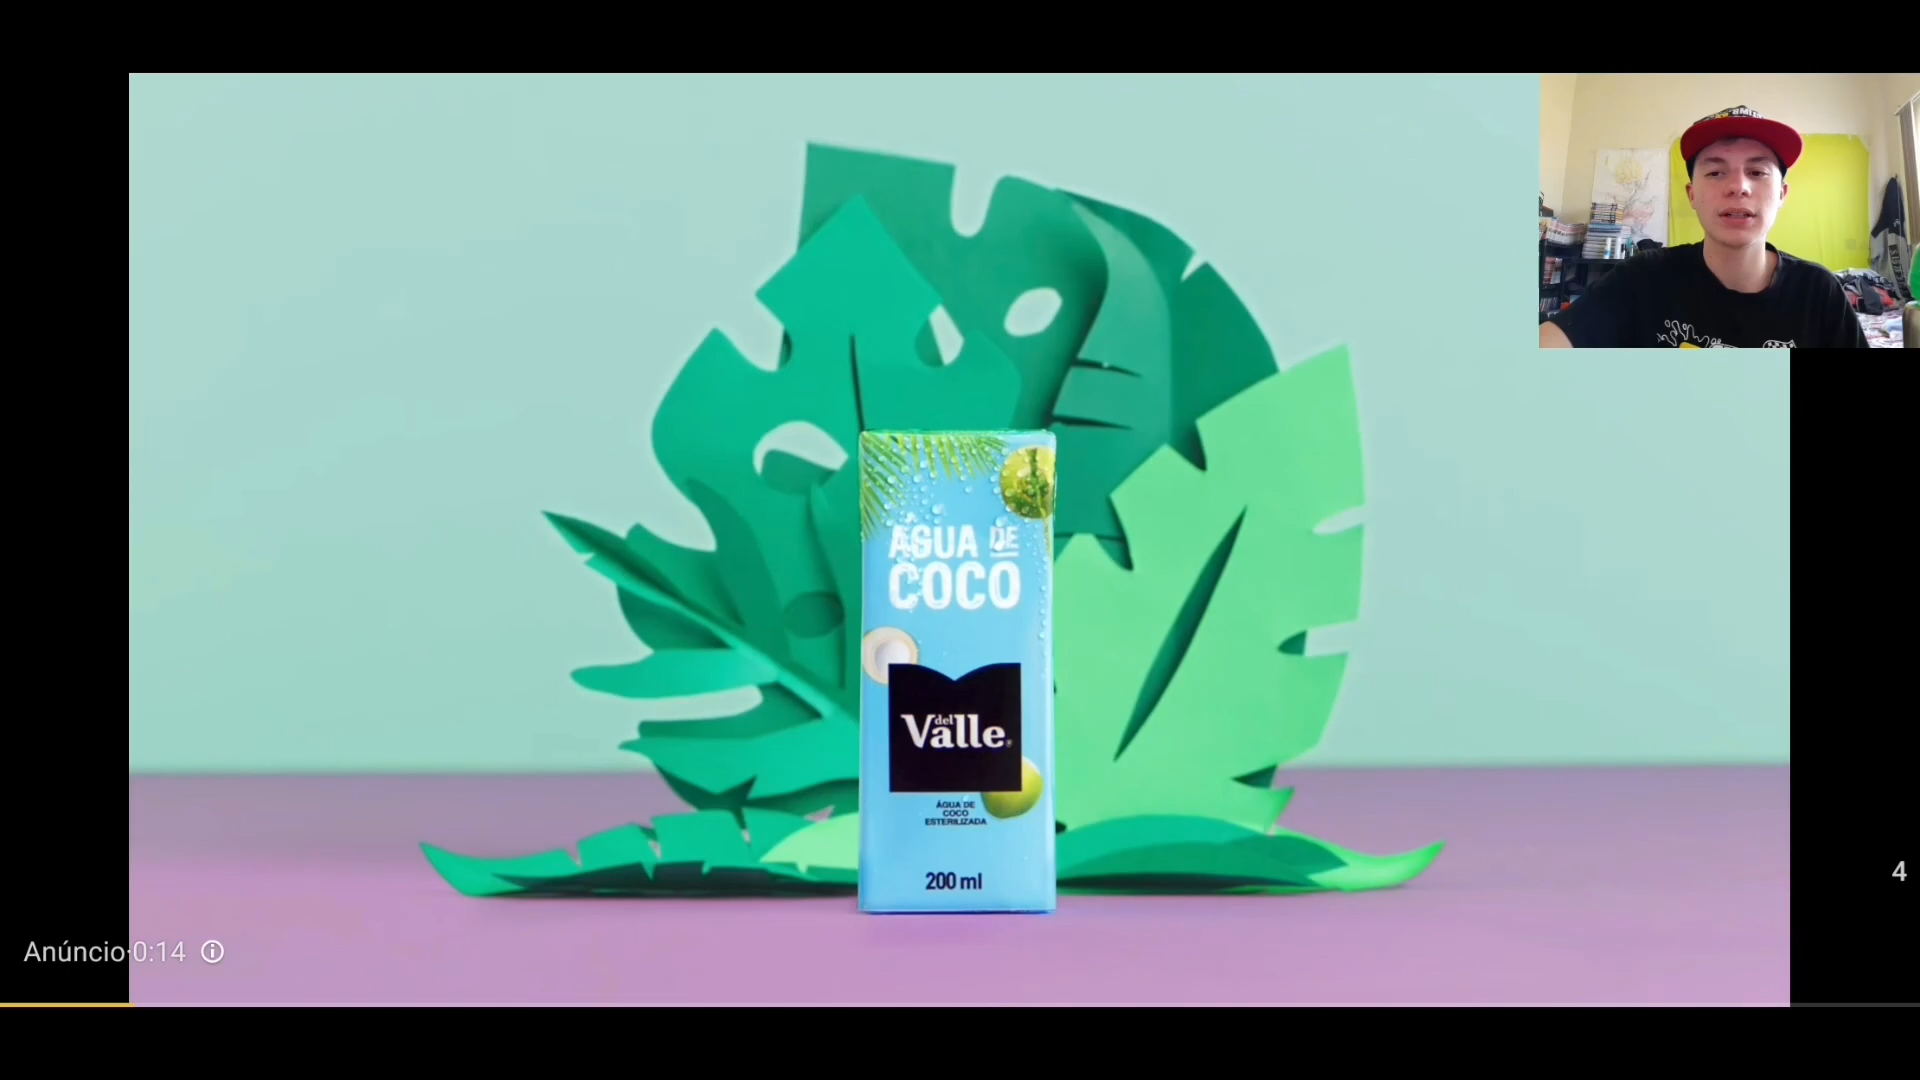 ÁGUA DE
COCO
del
Valle®
ÁGUA DE
COCO
ESTERILIZADA
200 ml
4
Anúncio·0:14